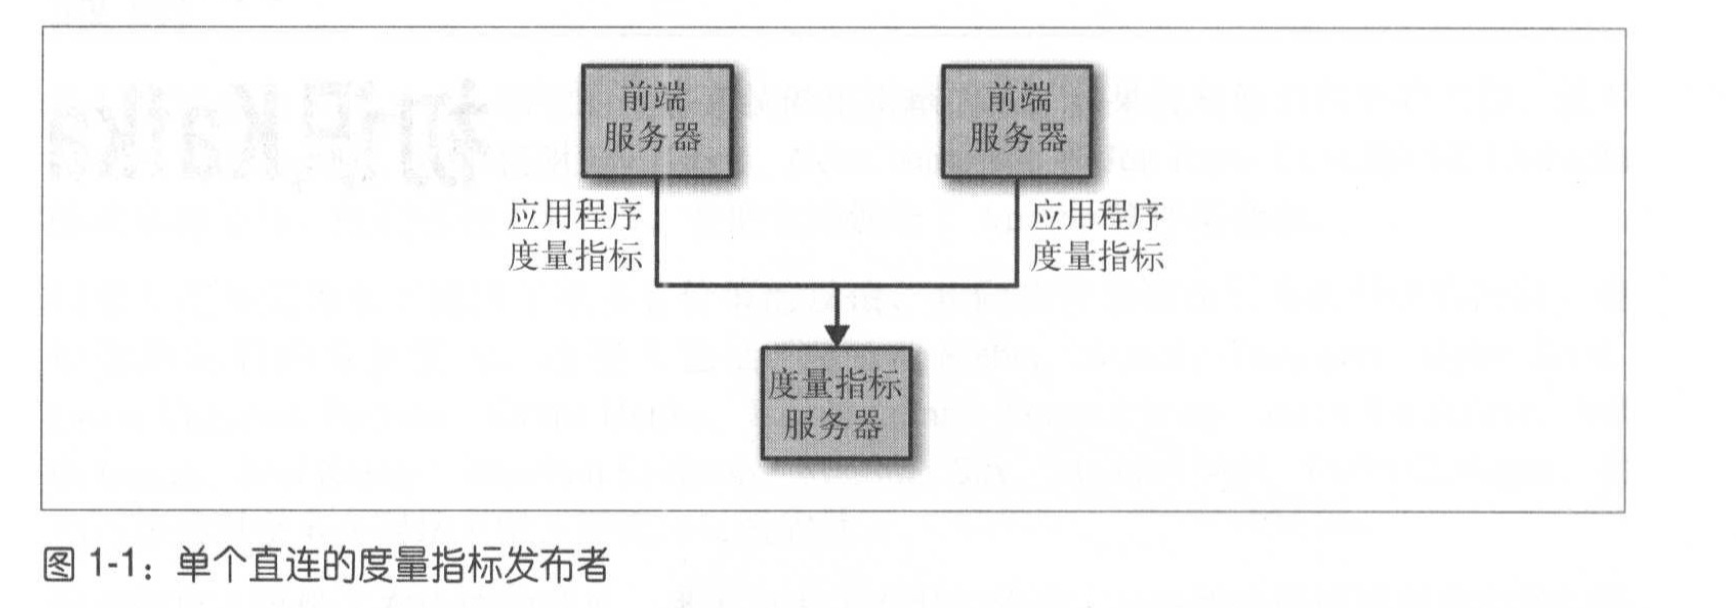 前端
服务器
前端
服务器
应用程序
度量指标
应用程序
度量指标
度量指标
服务器
图 1-1：单个直连的度量指标发布者